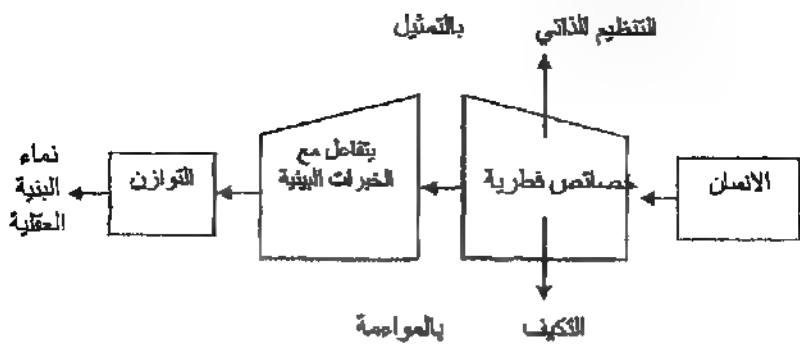 التنظيم الذاتي
بالتمثيل
الانسان
خصائص فطرية
يتفاعل مع
الخبرات البيئية
التوازن
نماء
البنية
العقلية
التكيف
بالمواءمة